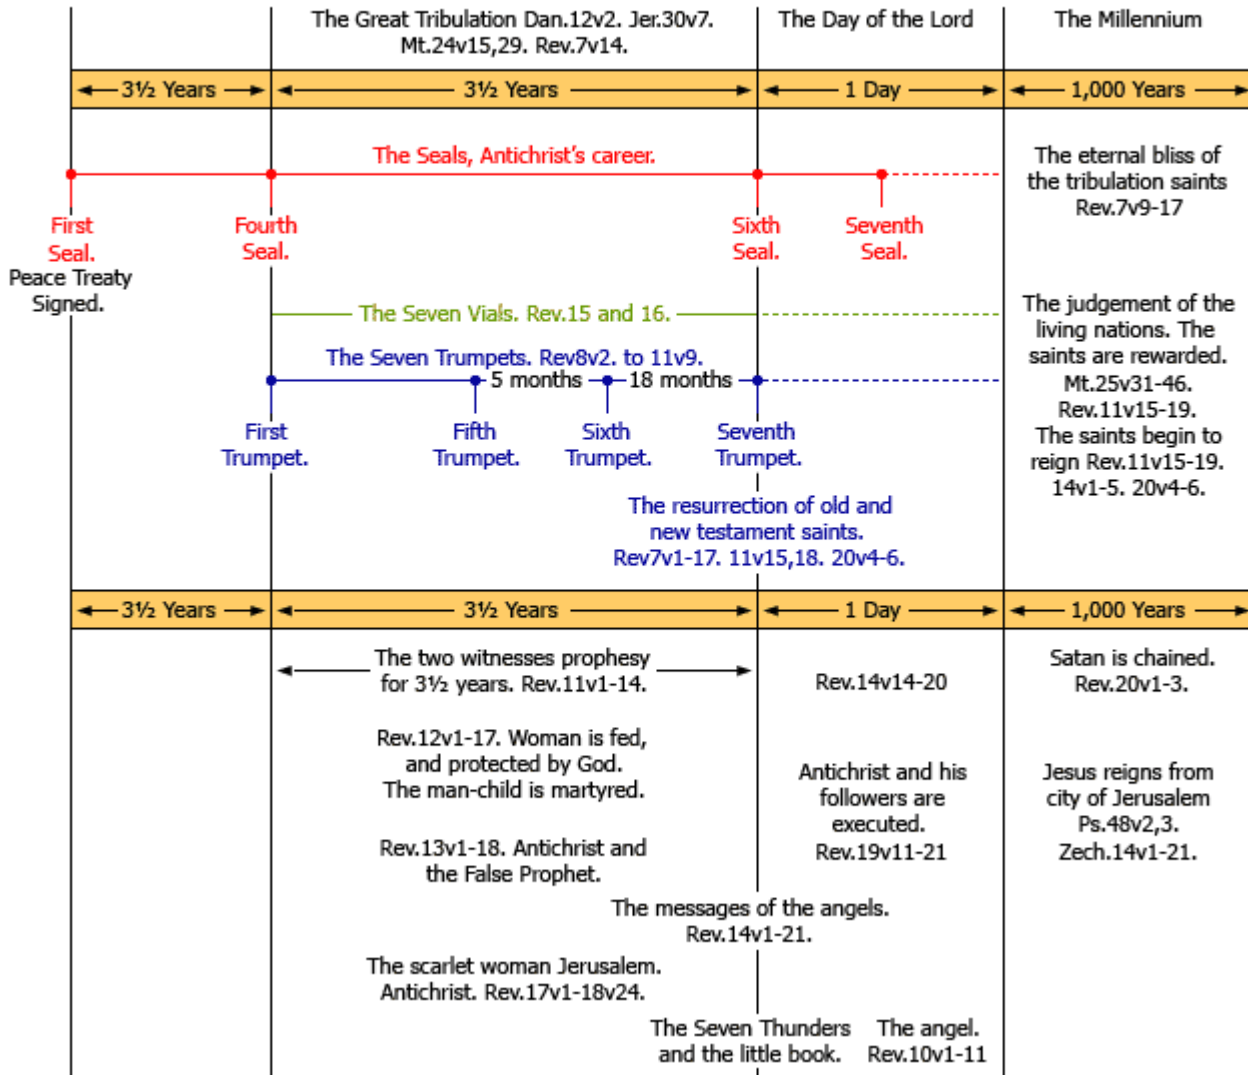 The Great Tribulation Dan.12v2. Jer.30v7.
Mt.24v15,29. Rev.7v14.
The Day of the Lord
The Millennium
3½ Years
3½ Years
1 Day
1,000 Years
The Seals, Antichrist's career.
First
Seal.
Peace Treaty
Signed.
Fourth
Seal.
Sixth
Seal.
Seventh
Seal.
The eternal bliss of
the tribulation saints
Rev.7v9-17
The Seven Vials. Rev.15 and 16.
The Seven Trumpets. Rev8v2. to 11v9.
5 months
18 months
First
Trumpet.
Fifth
Trumpet.
Sixth
Trumpet.
Seventh
Trumpet.
The resurrection of old and
new testament saints.
Rev7v1-17. 11v15,18. 20v4-6.
The judgement of the
living nations. The
saints are rewarded.
Mt.25v31-46.
Rev.11v15-19.
The saints begin to
reign Rev.11v15-19.
14v1-5. 20v4-6.
3½ Years
3½ Years
1 Day
1,000 Years
The two witnesses prophesy
for 3½ years. Rev.11v1-14.
Rev.12v1-17. Woman is fed,
and protected by God.
The man-child is martyred.
Rev.13v1-18. Antichrist and
the False Prophet.
The messages of the angels.
Rev.14v1-21.
The scarlet woman Jerusalem.
Antichrist. Rev.17v1-18v24.
The Seven Thunders
and the little book.
The angel.
Rev.10v1-11
Rev.14v14-20
Antichrist and his
followers are
executed.
Rev.19v11-21
Satan is chained.
Rev.20v1-3.
Jesus reigns from
city of Jerusalem
Ps.48v2,3.
Zech.14v1-21.